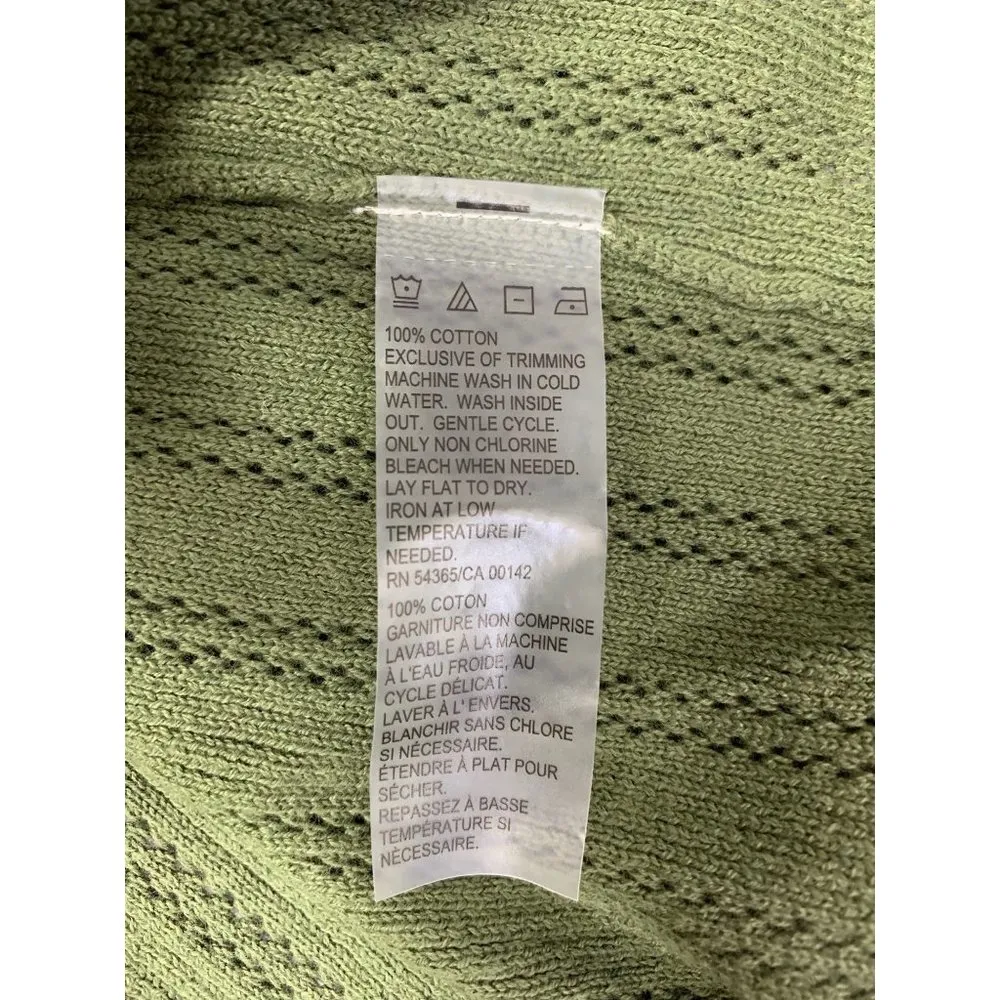 100% COTTON
EXCLUSIVE OF TRIMMING
MACHINE WASH IN COLD
WATER. WASH INSIDE
OUT. GENTLE CYCLE.
ONLY NON CHLORINE
BLEACH WHEN NEEDED.
LAY FLAT TO DRY.
IRON AT LOW
TEMPERATURE IF
NEEDED.
RN 54365/CA 00142
100% COTON
GARNITURE NON COMPRISE
LAVABLE À LA MACHINE
À L'EAU FROIDE, AU
CYCLE DÉLICAT.
LAVER À L' ENVERS.
BLANCHIR SANS CHLORE
SI NÉCESSAIRE.
ÉTENDRE À PLAT POUR
SÉCHER.
REPASSEZ À BASSE
TEMPÉRATURE SI
NÈCESSAIRE.